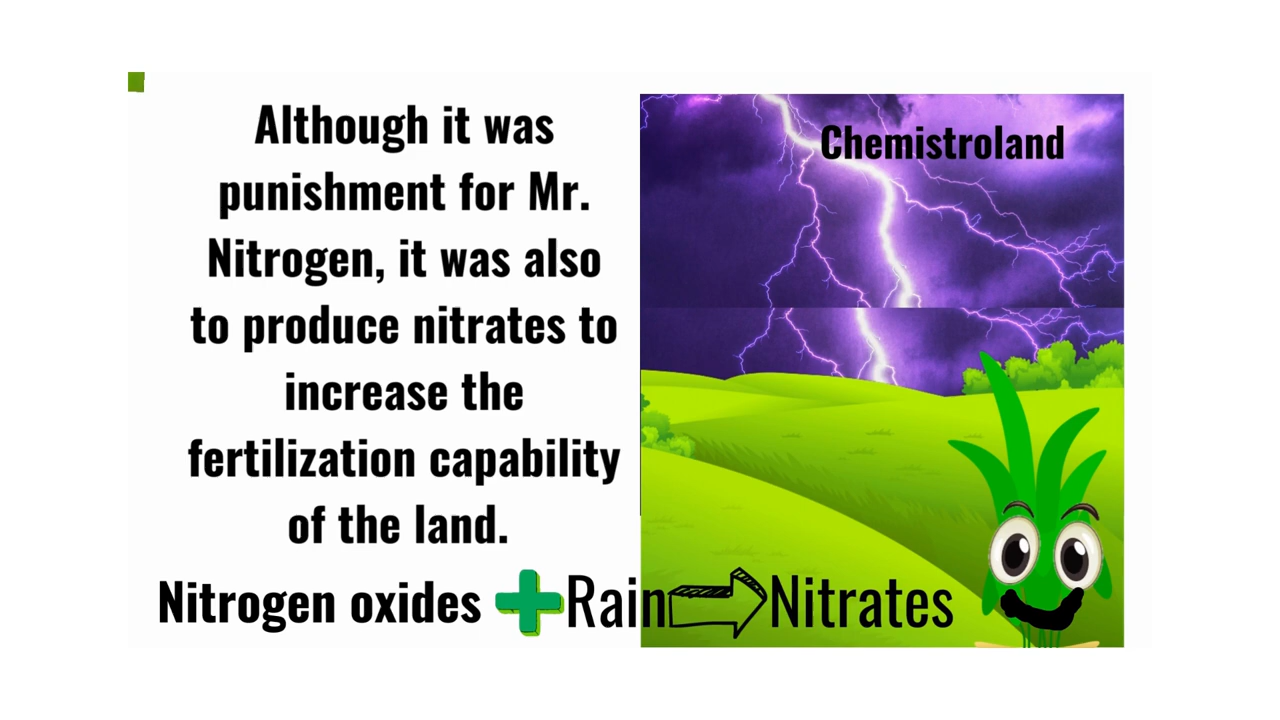 Although it was
punishment for Mr.
Nitrogen, it was also
to produce nitrates to
increase the
fertilization capability
of the land.
Chemistroland
Nitrogen oxides Rain Nitrates